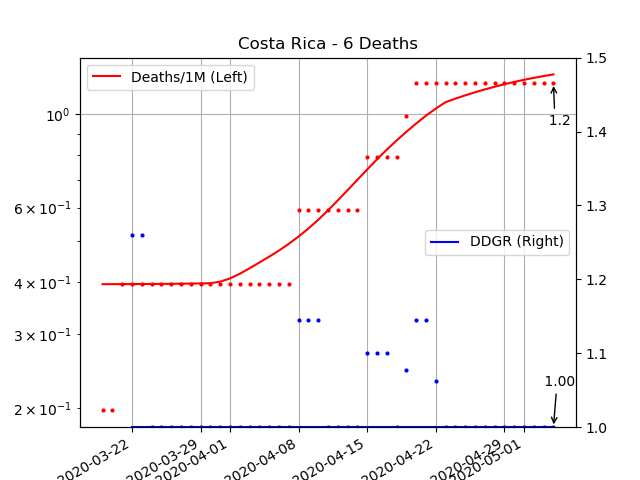 Costa Rica - 6 Deaths
Deaths/1M (Left)
DDGR (Right)
10⁰
6 × 10⁻¹
4 × 10⁻¹
3 × 10⁻¹
2 × 10⁻¹
1.5
1.4
1.3
1.2
1.1
1.0
1.2
1.00
2020-03-22
2020-03-29
2020-04-01
2020-04-08
2020-04-15
2020-04-22
2020-04-29
2020-05-01